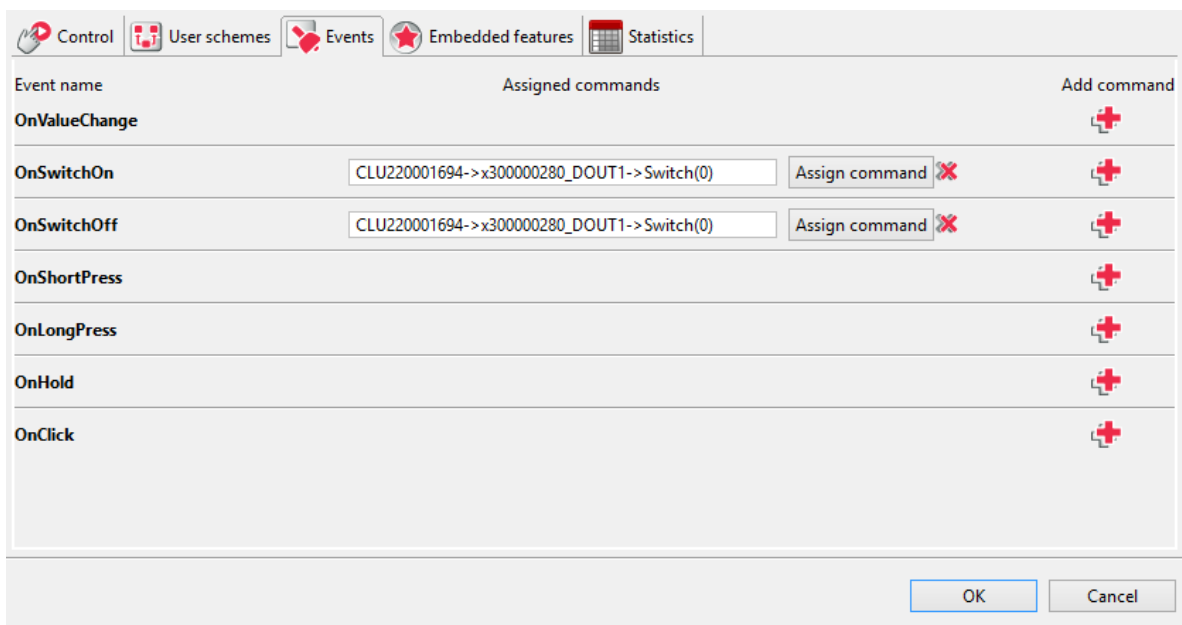 Control User schemes Events Embedded features Statistics
Event name Assigned commands Add command
OnValueChange
OnSwitchOn CLU220001694->x300000280_DOUT1->Switch(0) Assign command
OnSwitchOff CLU220001694->x300000280_DOUT1->Switch(0) Assign command
OnShortPress
OnLongPress
OnHold
OnClick
OK Cancel